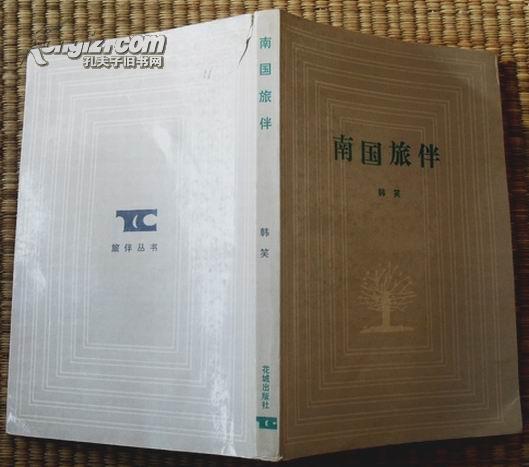 kongfz.com
孔夫子旧书网
旅伴丛书
南国旅伴
韩笑
花城出版社
南国旅伴
韩笑